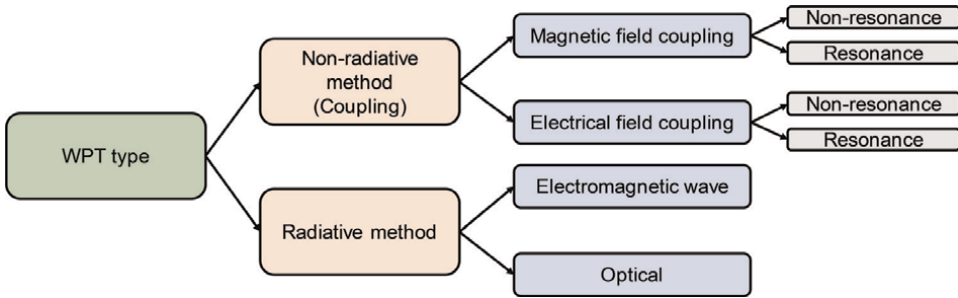 WPT type
Non-radiative
method
(Coupling)
Radiative method
Magnetic field coupling
Electrical field coupling
Electromagnetic wave
Optical
Non-resonance
Resonance
Non-resonance
Resonance